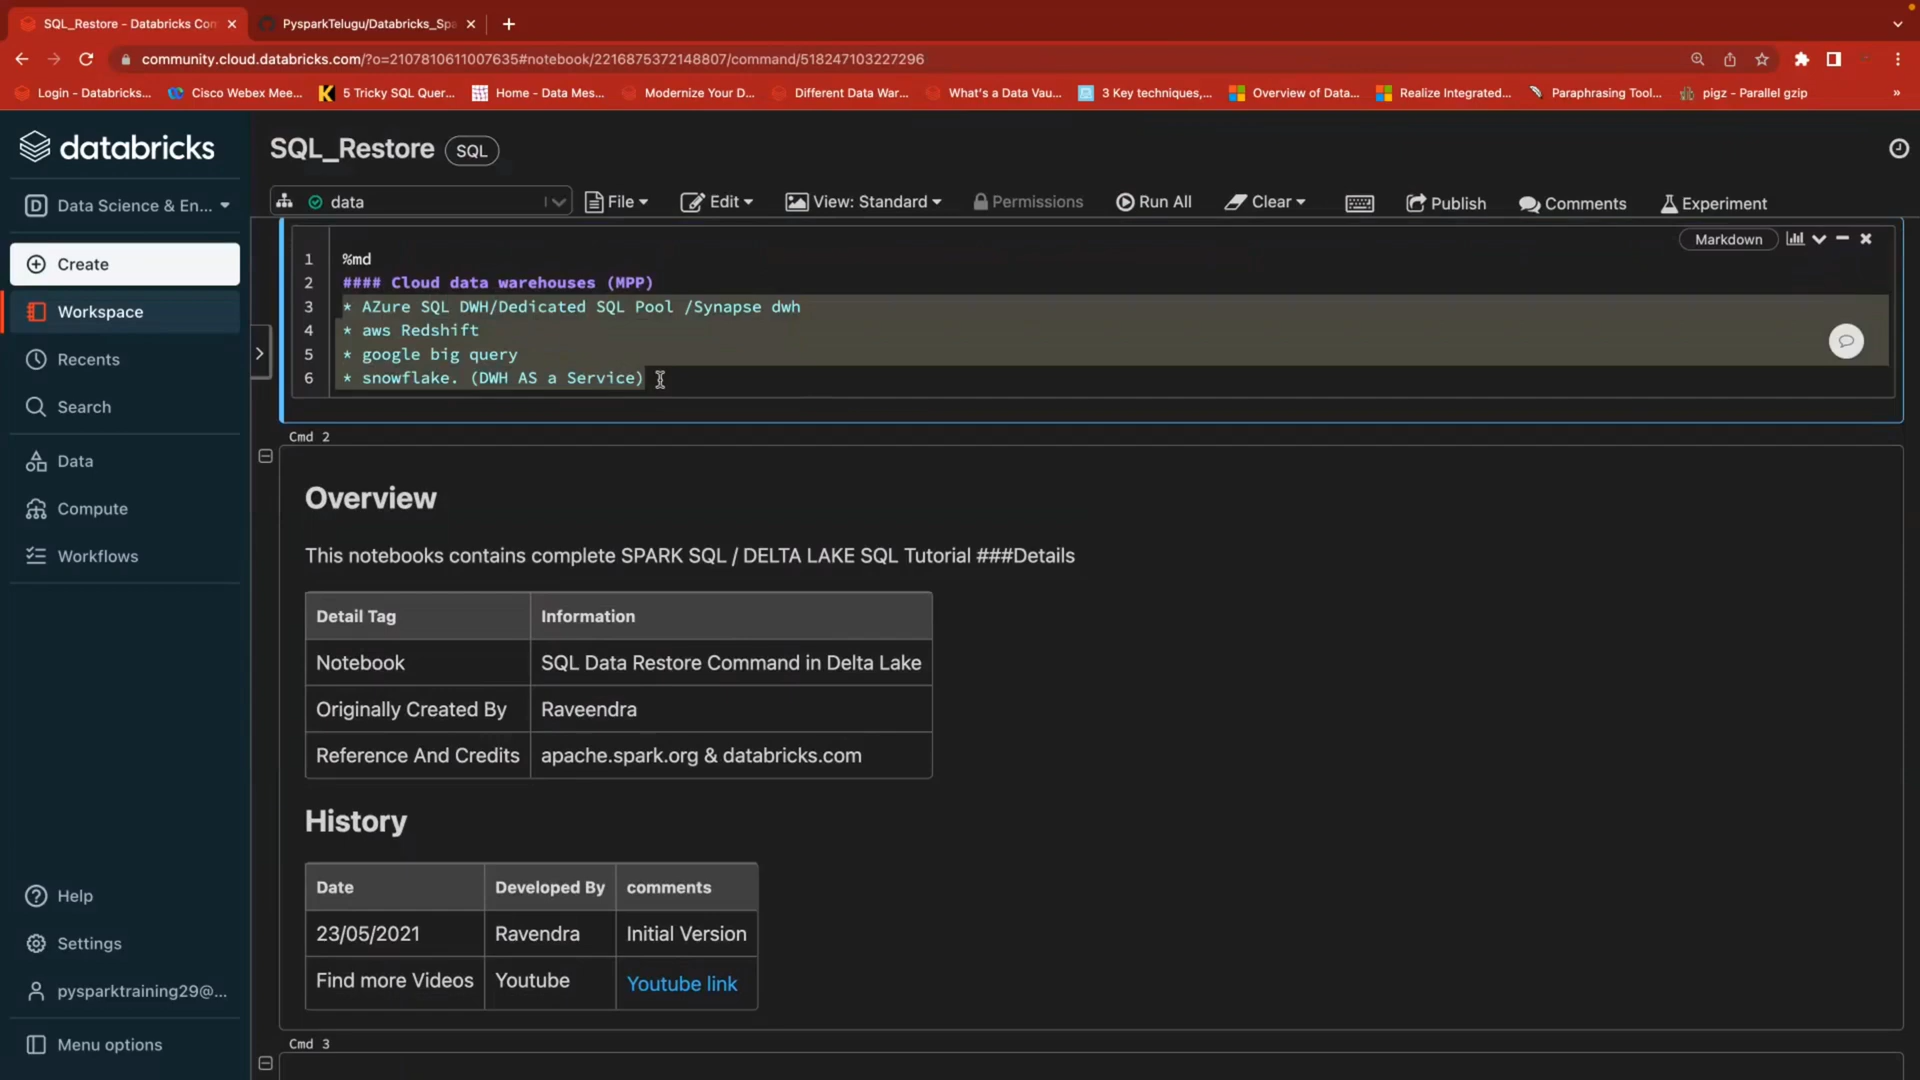 SQL_Restore - Databricks Com
PysparkTelugu/Databricks_Spa
community.cloud.databricks.com/?o=2107810611007635#notebook/2216875372148807/command/518247103227296
Login - Databricks...
Cisco Webex Mee...
5 Tricky SQL Quer...
Home - Data Mes...
Modernize Your D...
Different Data War...
What's a Data Vau...
3 Key techniques,...
Overview of Data...
Realize Integrated...
Paraphrasing Tool...
pigz - Parallel gzip
»
databricks
SQL_Restore
SQL
D Data Science & En...
data
File
Edit
View: Standard
Permissions
Run All
Clear
Publish
Comments
Experiment
Create
Workspace
Recents
Search
Data
Compute
Workflows
Help
Settings
pysparktraining29@...
Menu options
Markdown
1 %md
2 #### Cloud data warehouses (MPP)
3 * AZure SQL DWH/Dedicated SQL Pool /Synapse dwh
4 * aws Redshift
5 * google big query
6 * snowflake. (DWH AS a Service)
Cmd 2
Overview
This notebooks contains complete SPARK SQL / DELTA LAKE SQL Tutorial ###Details
Detail Tag Information
Notebook SQL Data Restore Command in Delta Lake
Originally Created By Raveendra
Reference And Credits apache.spark.org & databricks.com
History
Date Developed By comments
23/05/2021 Ravendra Initial Version
Find more Videos Youtube Youtube link
Cmd 3